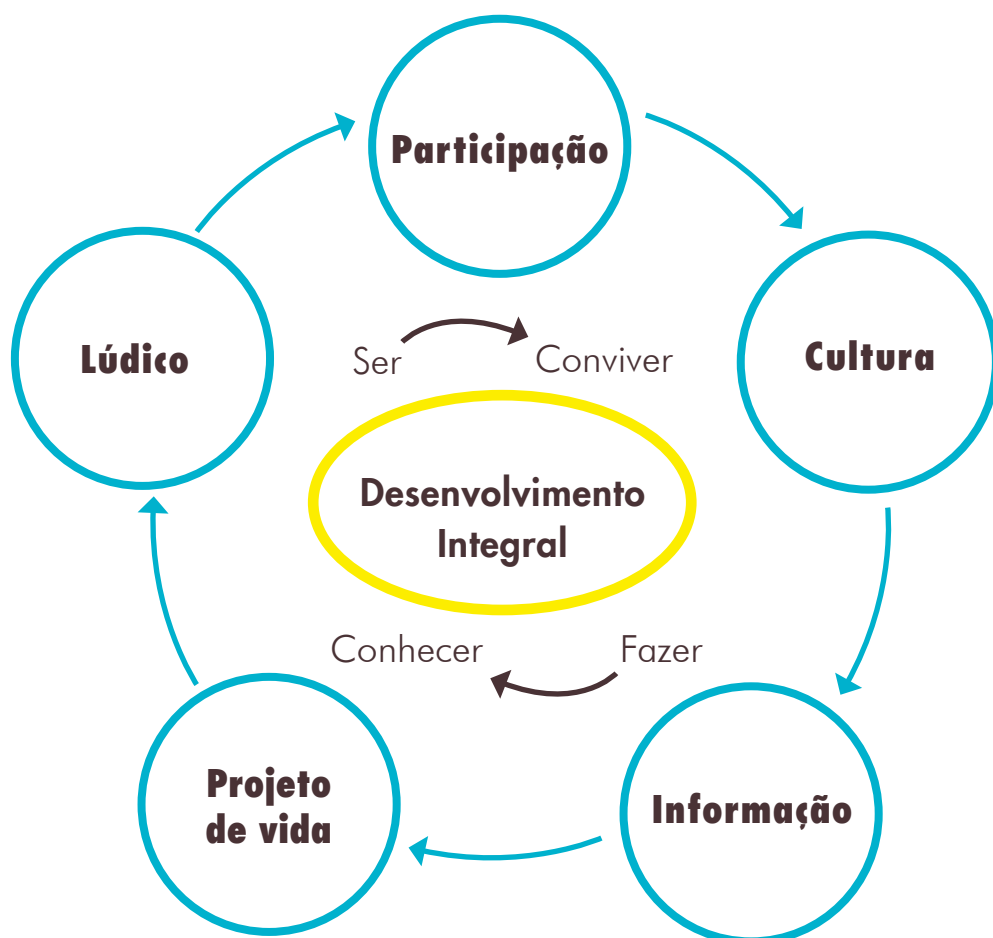 Participação
Lúdico
Cultura
Ser
Conviver
Desenvolvimento
Integral
Conhecer
Fazer
Projeto
de vida
Informação